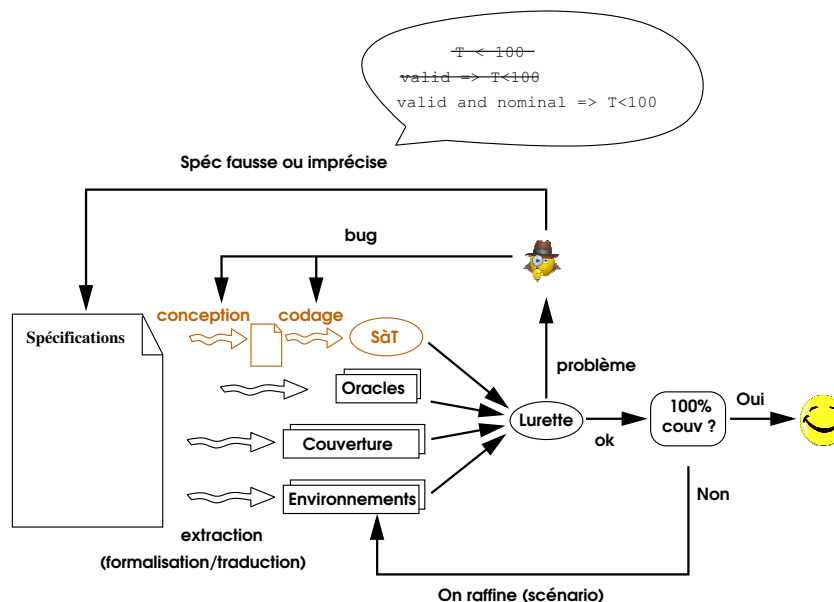 T < 100
valid => T<100
valid and nominal => T<100
Spéc fausse ou imprécise
bug
conception
codage
Spécifications
SàT
problème
Oracles
Lurette
ok
100%
couv ?
Oui
Couverture
Environnements
Non
extraction
(formalisation/traduction)
On raffine (scénario)